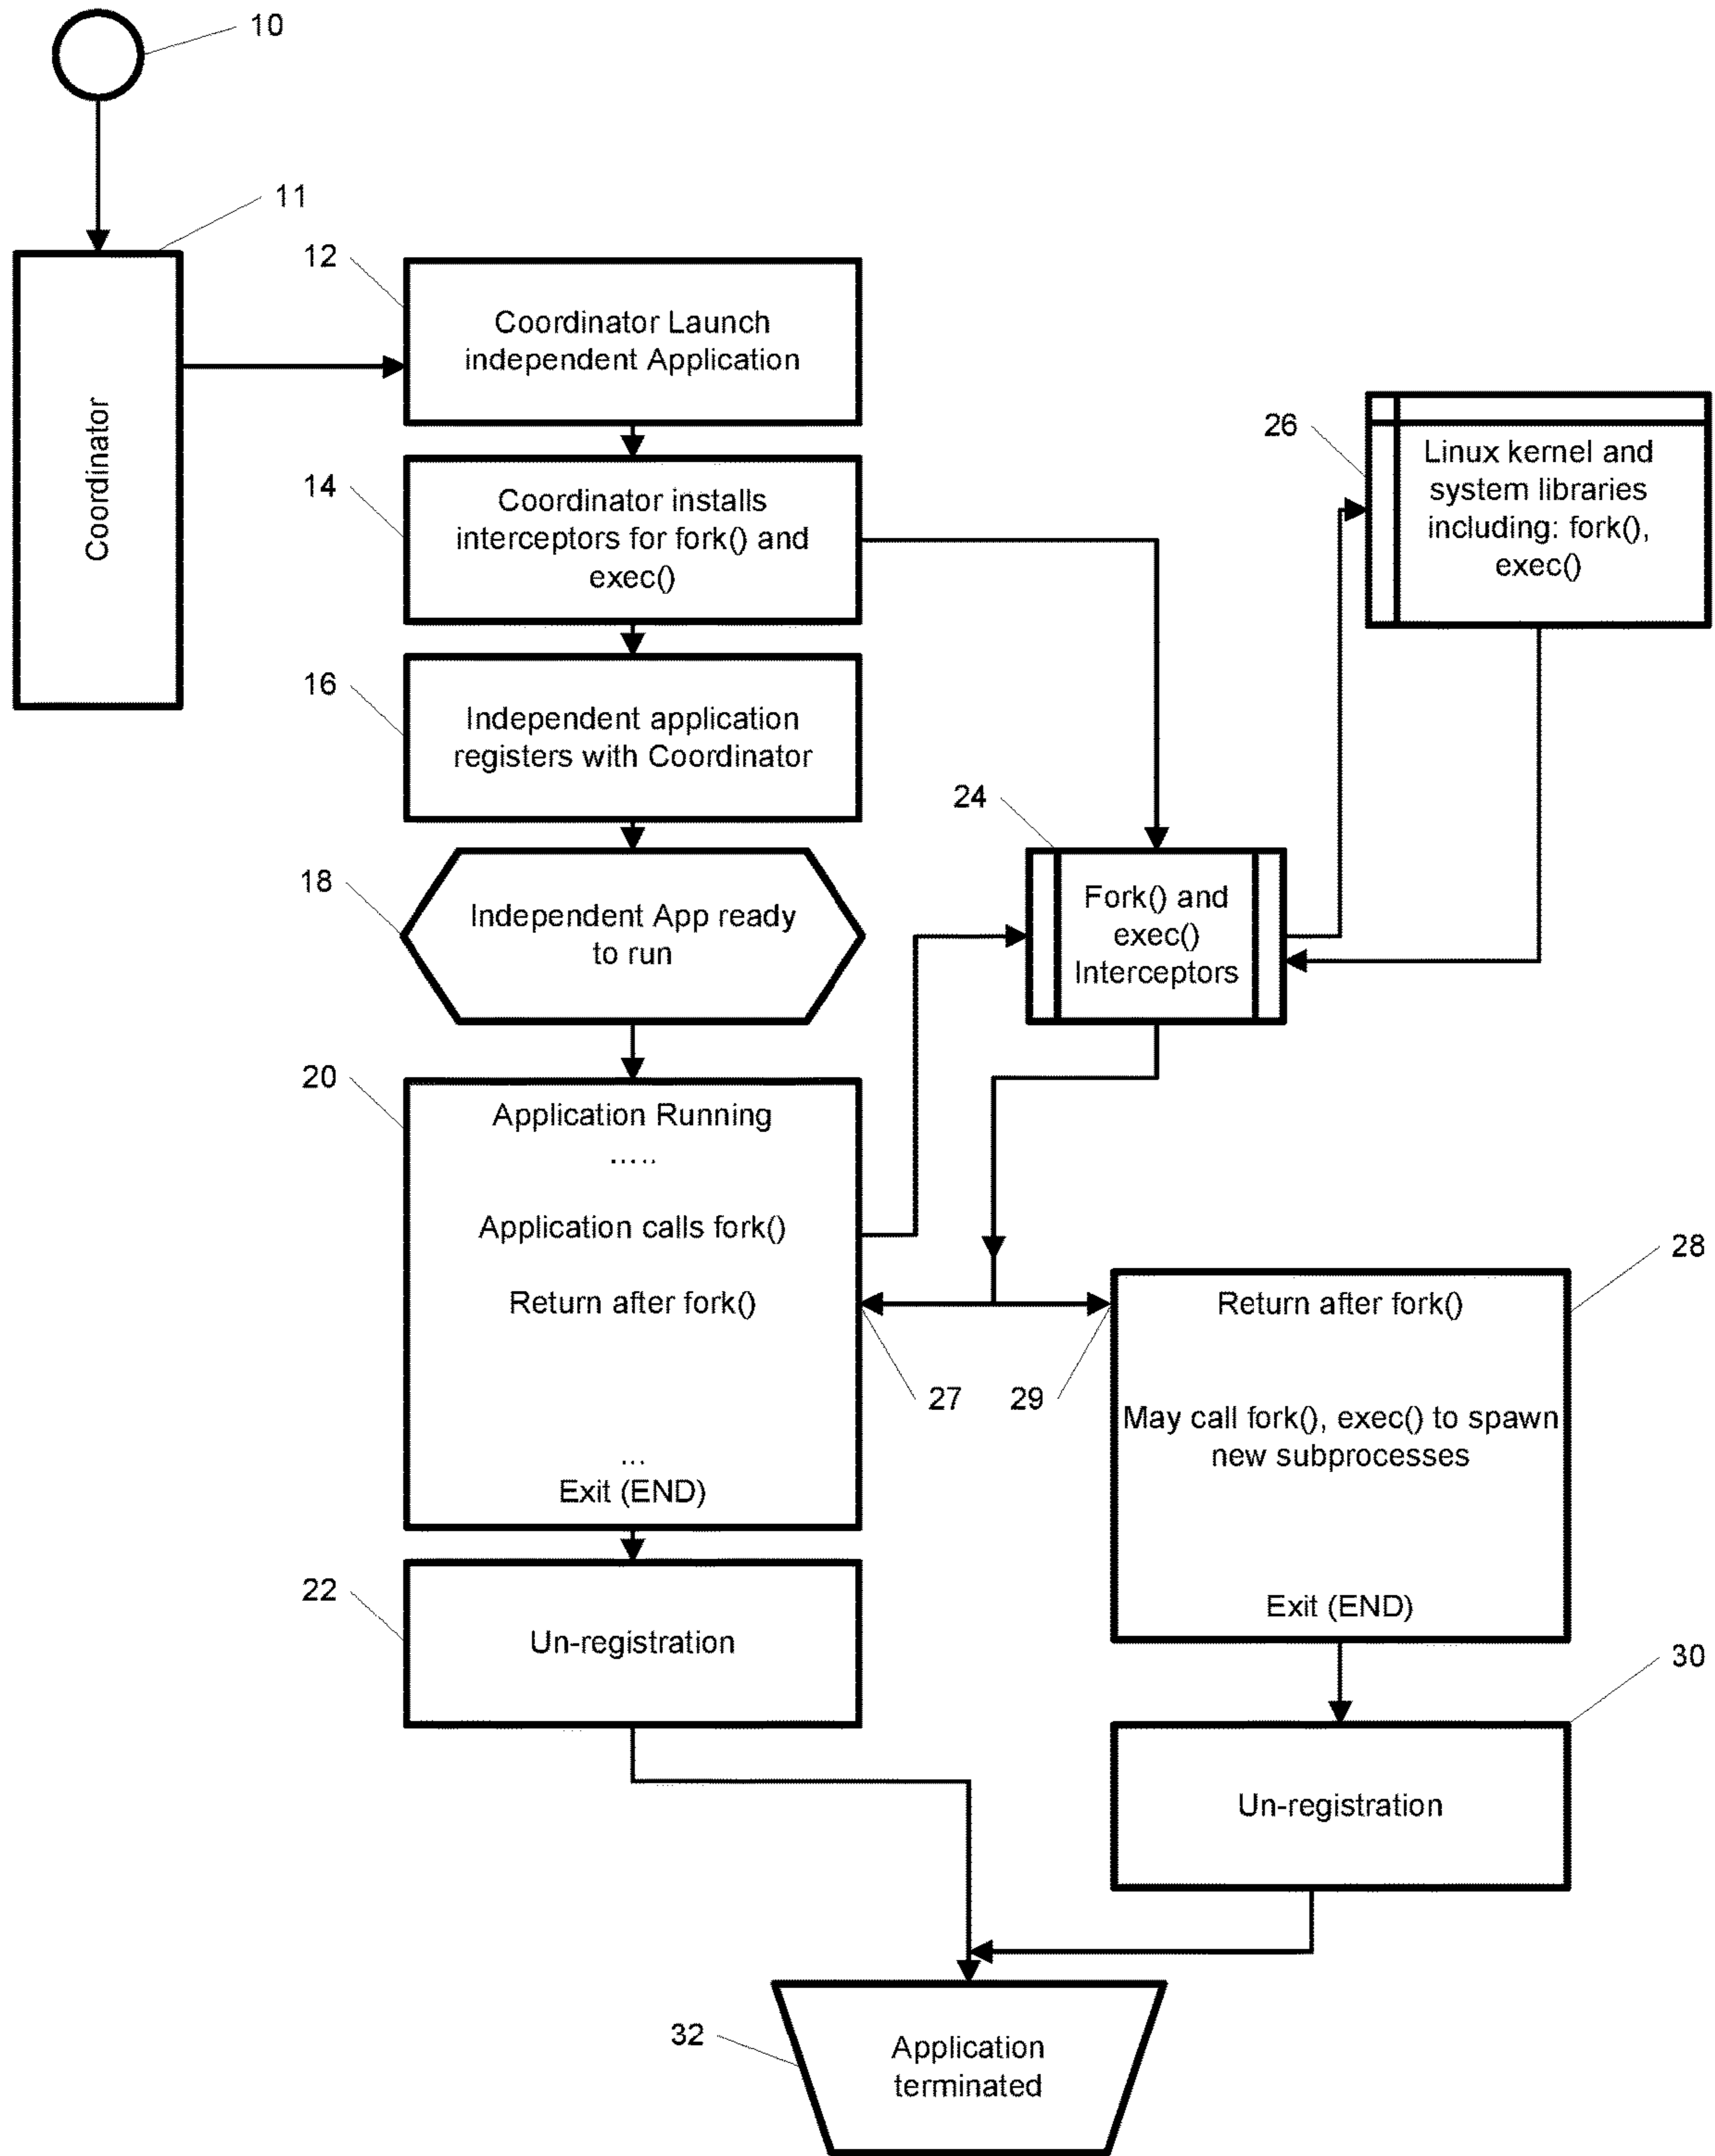 10
11
Coordinator
12
Coordinator Launch
independent Application
14
Coordinator installs
interceptors for fork() and
exec()
16
Independent application
registers with Coordinator
18
Independent App ready
to run
20
Application Running
.....
Application calls fork()
Return after fork()
...
Exit (END)
22
Un-registration
24
Fork() and
exec()
Interceptors
26
Linux kernel and
system libraries
including: fork(),
exec()
27
29
28
Return after fork()
May call fork(), exec() to spawn
new subprocesses
Exit (END)
30
Un-registration
32
Application
terminated